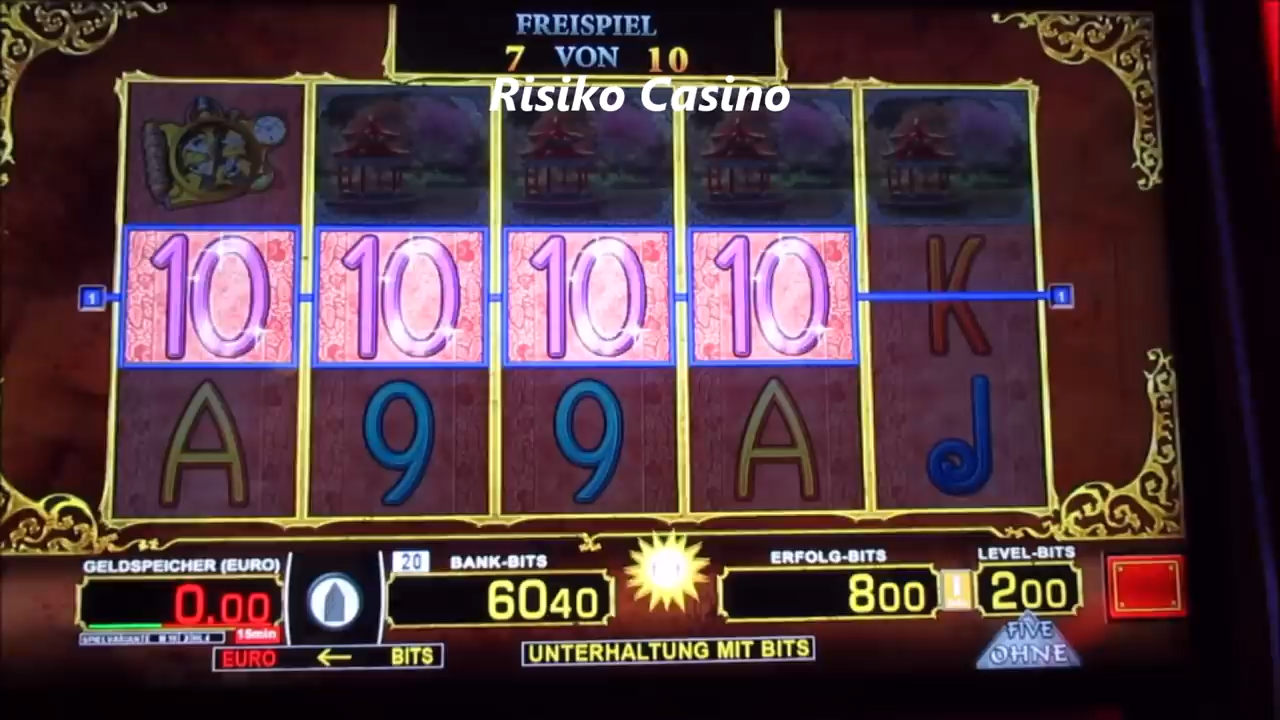 FREISPIEL
7 VON 10
Risiko Casino
10 10 10 10 K
1 1
A 9 9 A J
GELDSPEICHER (EURO) 20 BANK-BITS ERFOLG-BITS LEVEL-BITS
0.00 6040 800 ! 200
15min
EURO ← BITS UNTERHALTUNG MIT BITS
FIVE
OHNE